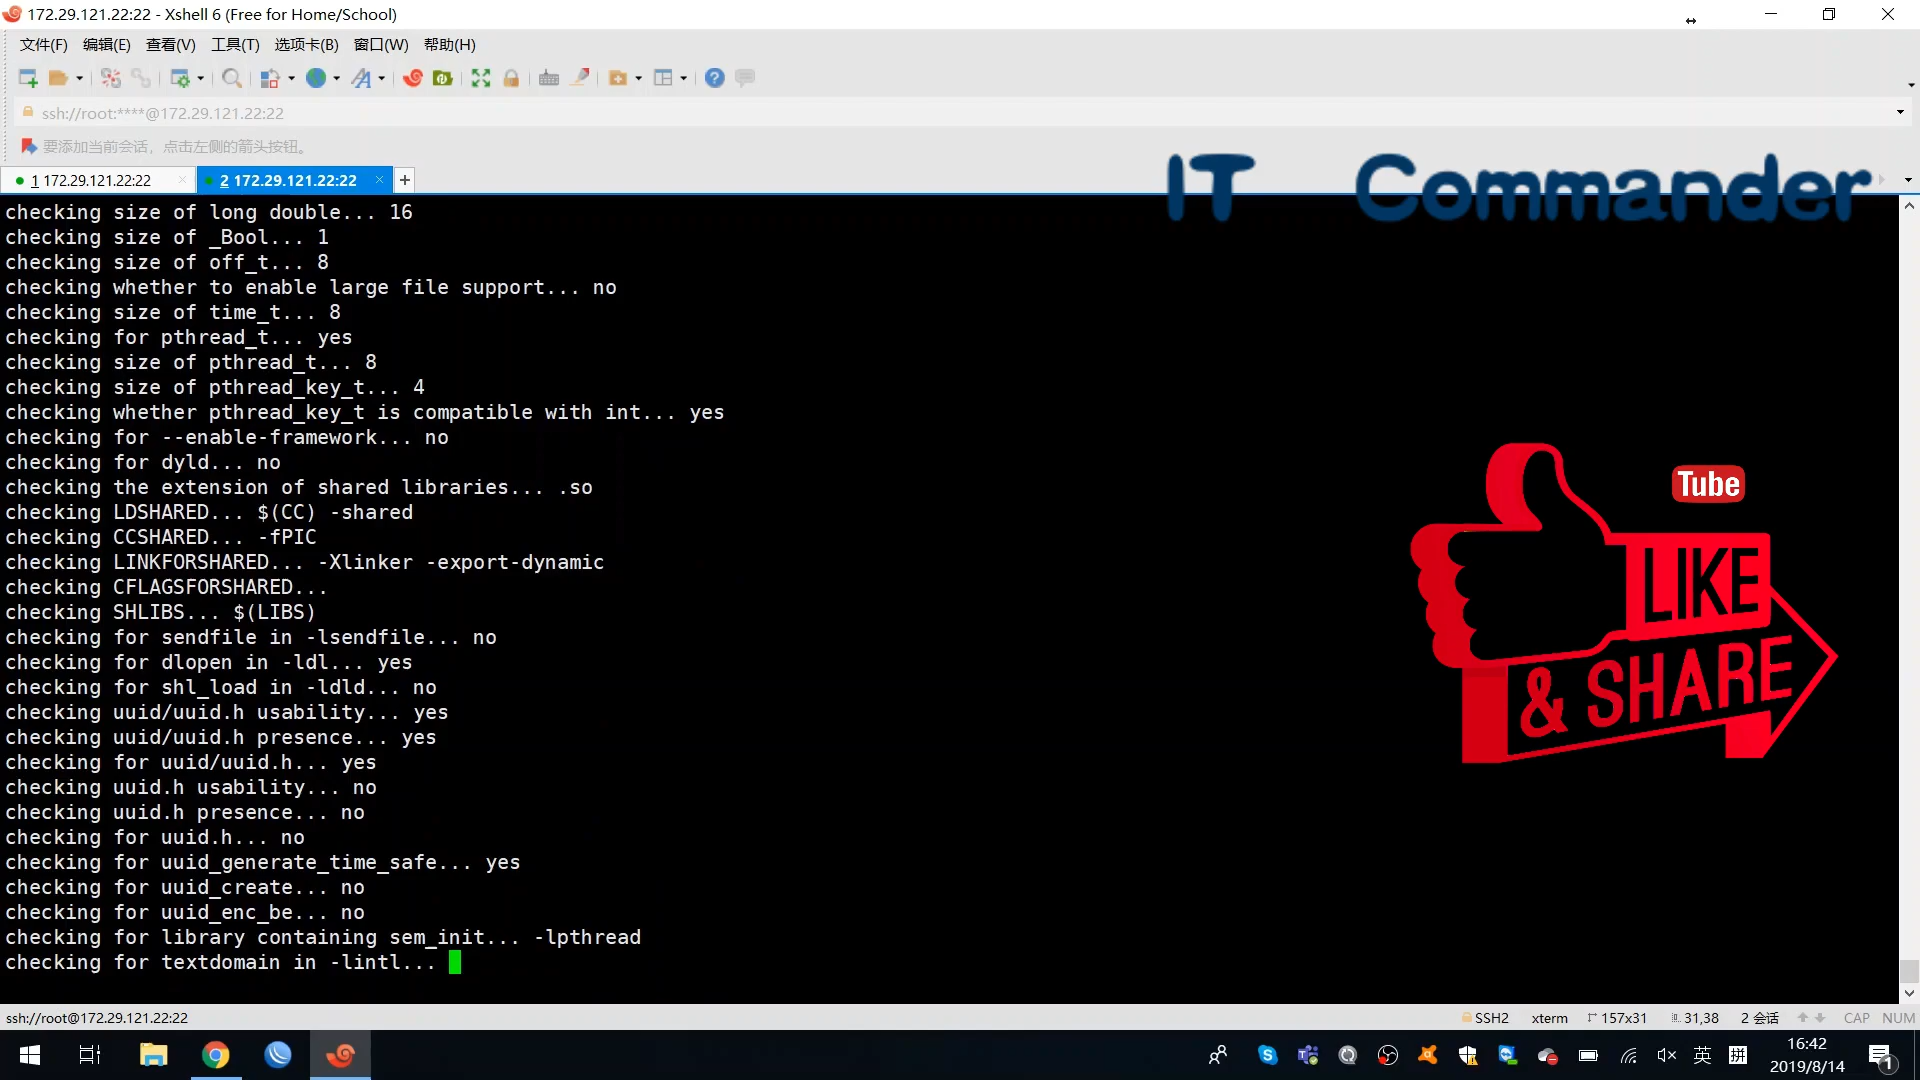 172.29.121.22:22 - Xshell 6 (Free for Home/School)
文件(F) 编辑(E) 查看(V) 工具(T) 选项卡(B) 窗口(W) 帮助(H)
ssh://root:****@172.29.121.22:22
要添加当前会话，点击左侧的箭头按钮。
1 172.29.121.22:22 2 172.29.121.22:22
IT Commander
checking size of long double... 16
checking size of _Bool... 1
checking size of off_t... 8
checking whether to enable large file support... no
checking size of time_t... 8
checking for pthread_t... yes
checking size of pthread_t... 8
checking size of pthread_key_t... 4
checking whether pthread_key_t is compatible with int... yes
checking for --enable-framework... no
checking for dyld... no
checking the extension of shared libraries... .so
checking LDSHARED... $(CC) -shared
checking CCSHARED... -fPIC
checking LINKFORSHARED... -Xlinker -export-dynamic
checking CFLAGSFORSHARED...
checking SHLIBS... $(LIBS)
checking for sendfile in -lsendfile... no
checking for dlopen in -ldl... yes
checking for shl_load in -ldld... no
checking uuid/uuid.h usability... yes
checking uuid/uuid.h presence... yes
checking for uuid/uuid.h... yes
checking uuid.h usability... no
checking uuid.h presence... no
checking for uuid.h... no
checking for uuid_generate_time_safe... yes
checking for uuid_create... no
checking for uuid_enc_be... no
checking for library containing sem_init... -lpthread
checking for textdomain in -lintl...
Tube
LIKE
& SHARE
ssh://root@172.29.121.22:22 SSH2 xterm 157x31 31,38 2 会话 CAP NUM
英 拼 16:42
2019/8/14
1